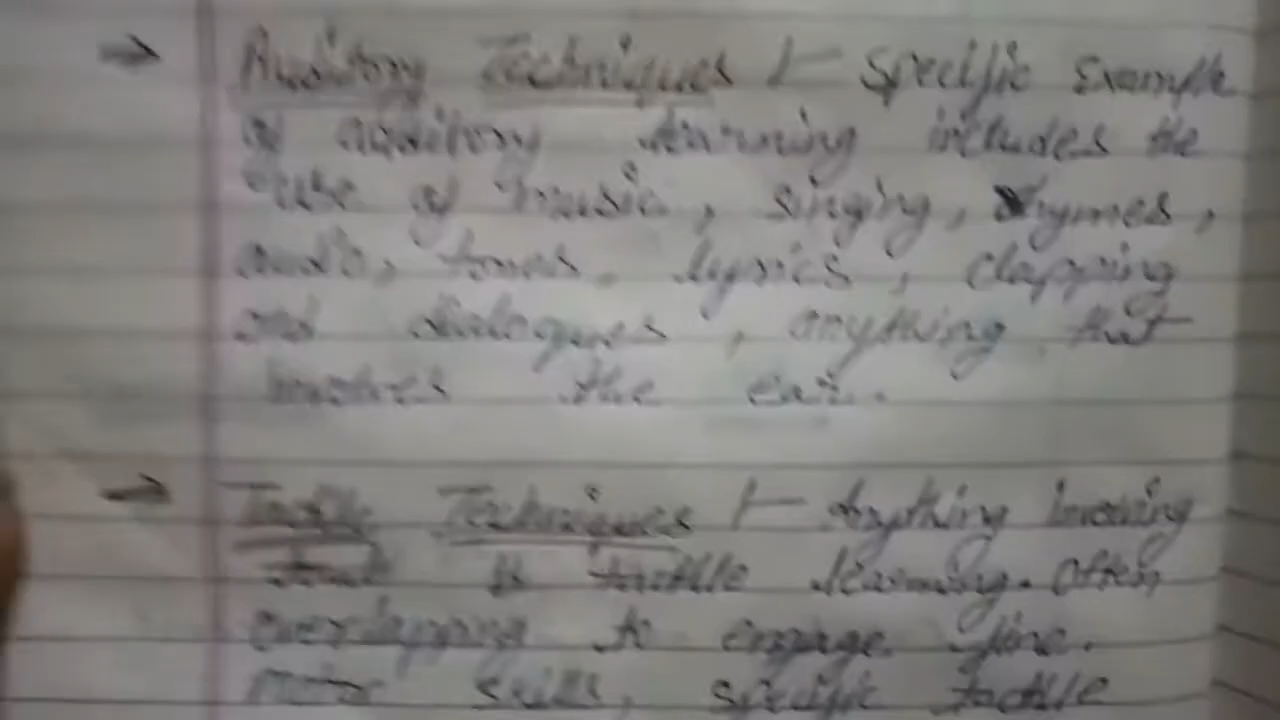 → Auditory Techniques :- Specific example
of auditory learning includes the
use of music, singing, rhymes,
audio, tones, lyrics, clapping
and dialogues, anything that
involves the ear.
→ Tactile Techniques :- Anything involving
touch is tactile learning. Often
overlapping to engage fine
motor skills, specific tactile